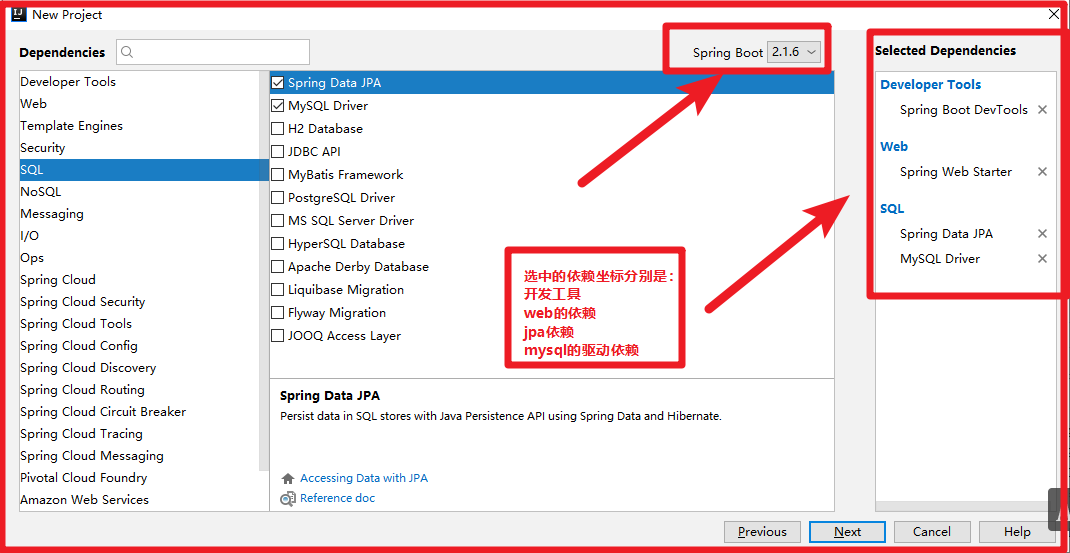 New Project
Dependencies
Spring Boot 2.1.6
Selected Dependencies
Developer Tools
Web
Template Engines
Security
SQL
NoSQL
Messaging
I/O
Ops
Spring Cloud
Spring Cloud Security
Spring Cloud Tools
Spring Cloud Config
Spring Cloud Discovery
Spring Cloud Routing
Spring Cloud Circuit Breaker
Spring Cloud Tracing
Spring Cloud Messaging
Pivotal Cloud Foundry
Amazon Web Services
Spring Data JPA
MySQL Driver
H2 Database
JDBC API
MyBatis Framework
PostgreSQL Driver
MS SQL Server Driver
HyperSQL Database
Apache Derby Database
Liquibase Migration
Flyway Migration
JOOQ Access Layer
选中的依赖坐标分别是：
开发工具
web的依赖
jpa依赖
mysql的驱动依赖
Spring Data JPA
Persist data in SQL stores with Java Persistence API using Spring Data and Hibernate.
Accessing Data with JPA
Reference doc
Developer Tools
Spring Boot DevTools
Web
Spring Web Starter
SQL
Spring Data JPA
MySQL Driver
Previous
Next
Cancel
Help